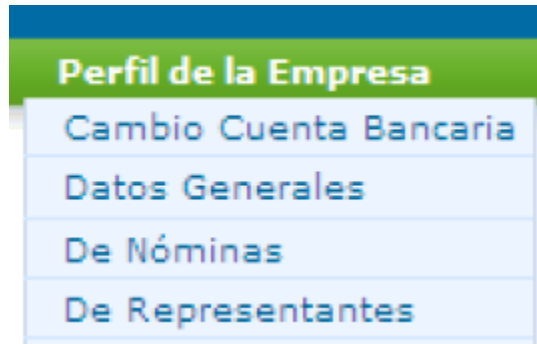 Perfil de la Empresa
Cambio Cuenta Bancaria
Datos Generales
De Nóminas
De Representantes